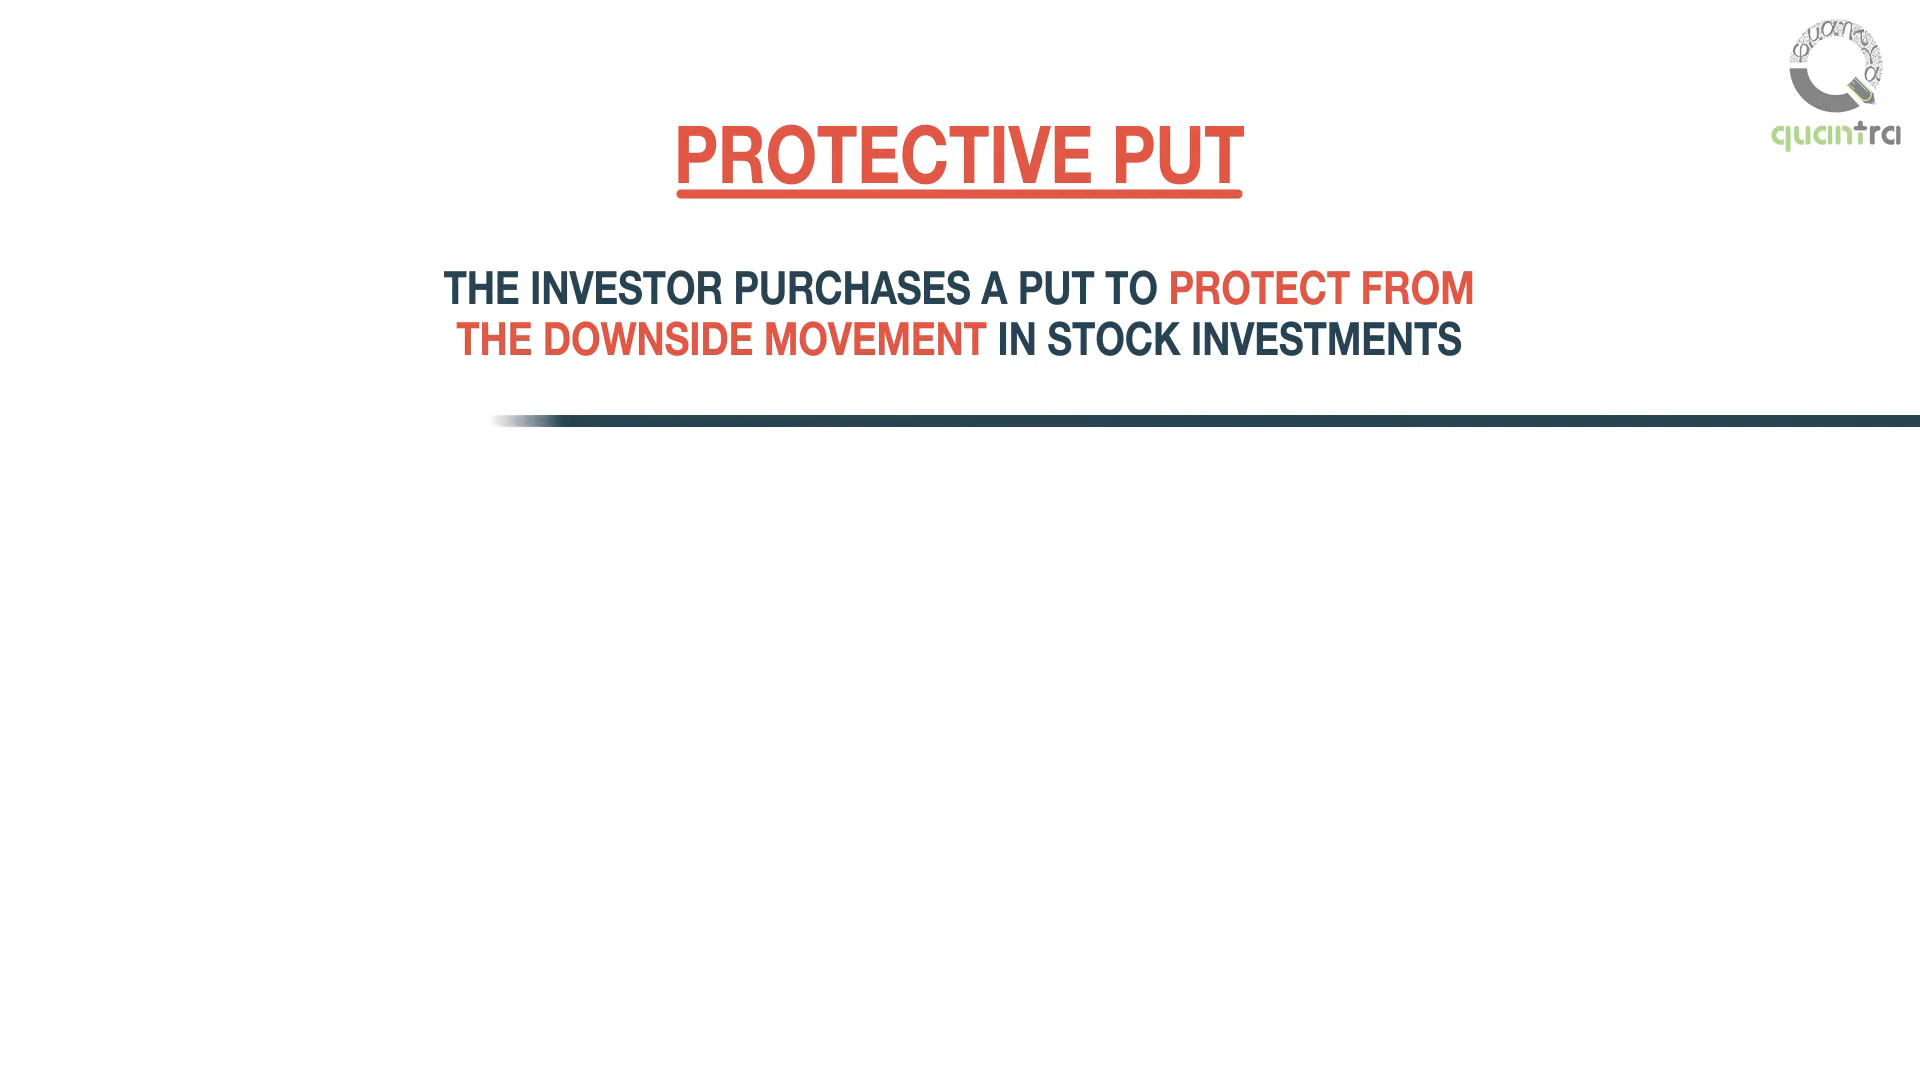 quantra
PROTECTIVE PUT
THE INVESTOR PURCHASES A PUT TO PROTECT FROM
THE DOWNSIDE MOVEMENT IN STOCK INVESTMENTS